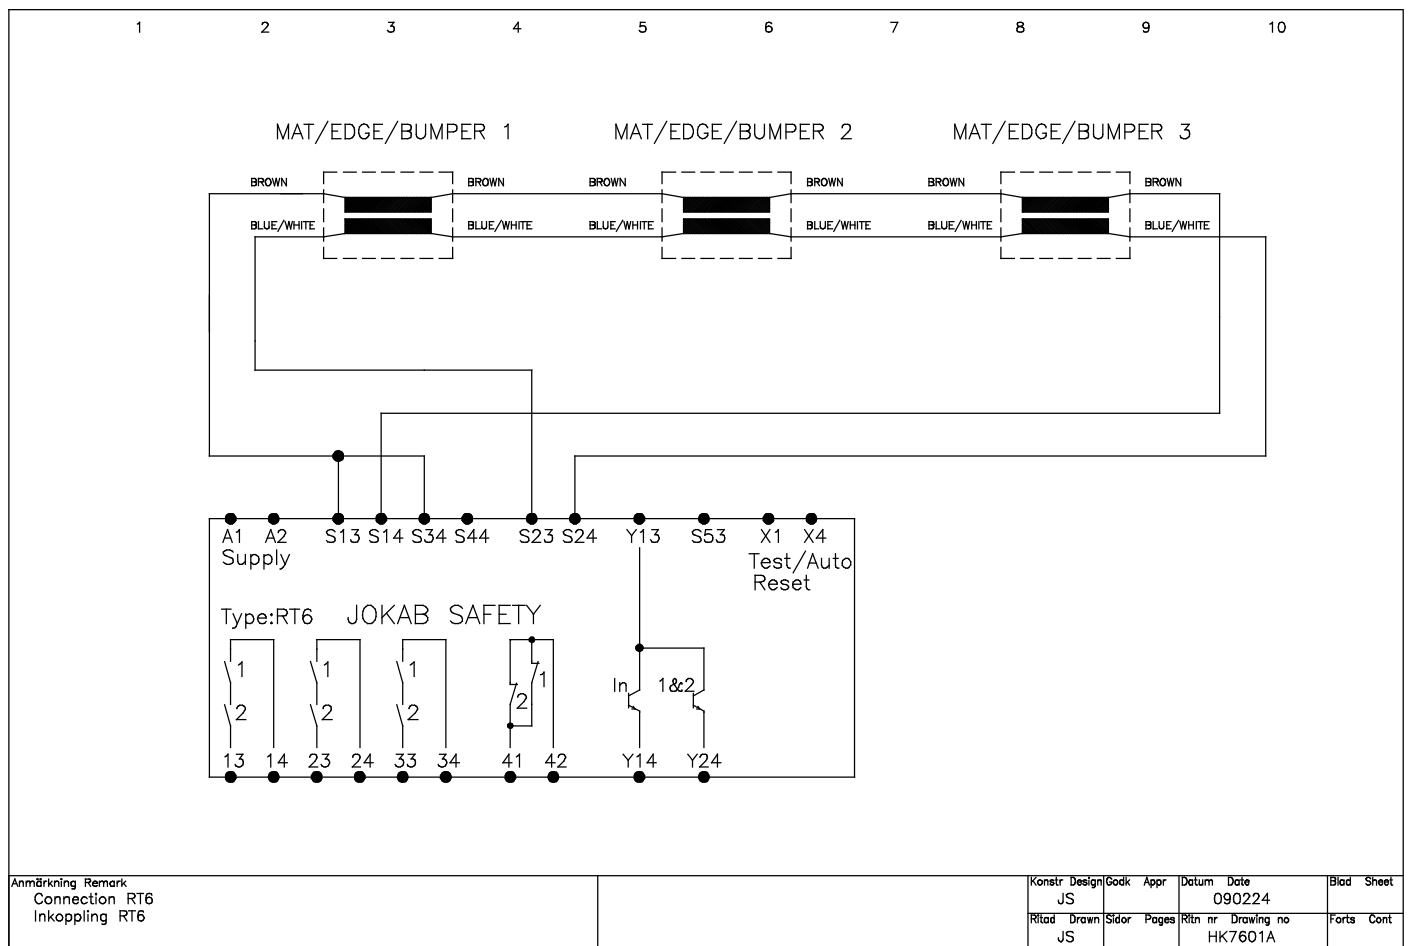 1 2 3 4 5 6 7 8 9 10
MAT/EDGE/BUMPER 1 MAT/EDGE/BUMPER 2 MAT/EDGE/BUMPER 3
BROWN BROWN BROWN BROWN BROWN BROWN
BLUE/WHITE BLUE/WHITE BLUE/WHITE BLUE/WHITE BLUE/WHITE BLUE/WHITE
A1 A2 S13 S14 S34 S44 S23 S24 Y13 S53 X1 X4
Supply Test/Auto
Reset
Type:RT6 JOKAB SAFETY
1 1 1 1 In 1&2
2 2 2 2
13 14 23 24 33 34 41 42 Y14 Y24
Anmärkning Remark
Connection RT6
Inkoppling RT6
Konstr Design Godk Appr Datum Date Blad Sheet
JS 090224
Ritad Drawn Sidor Pages Ritn nr Drawing no Forts Cont
JS HK7601A